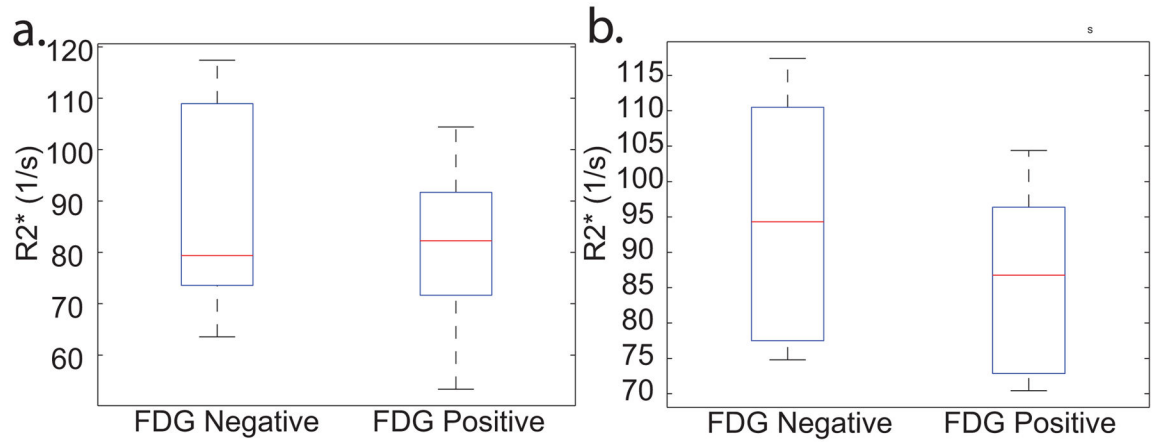 a.
120
110
100
90
80
70
60
R2* (1/s)
FDG Negative FDG Positive
b.
s
115
110
105
100
95
90
85
80
75
70
R2* (1/s)
FDG Negative FDG Positive